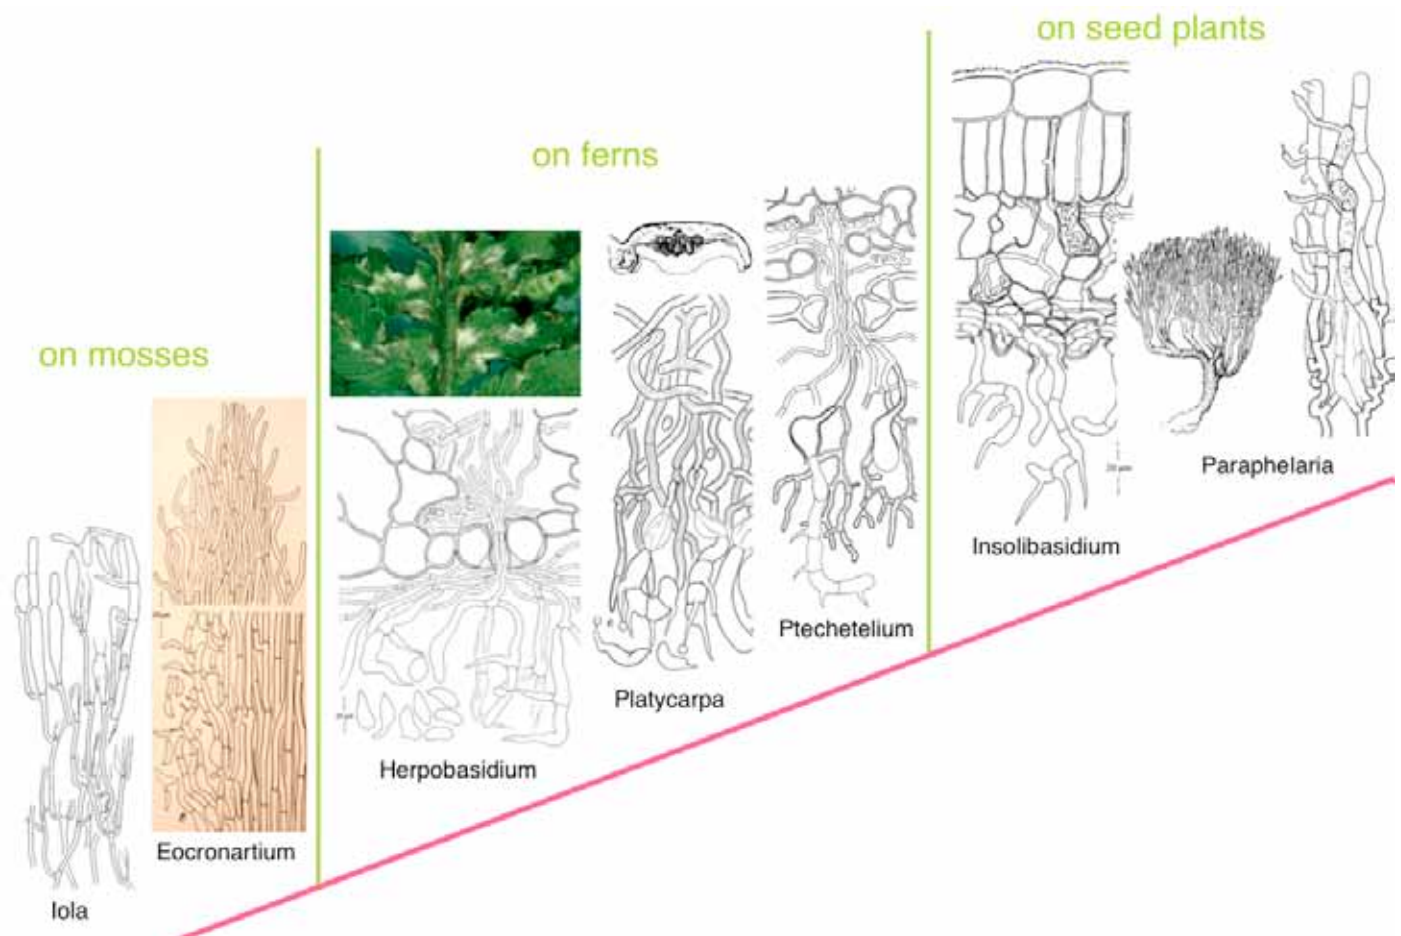 on mosses
on ferns
on seed plants
Iola
Eocronartium
Herpobasidium
Platycarpa
Ptechetelium
Insolibasidium
Paraphelaria